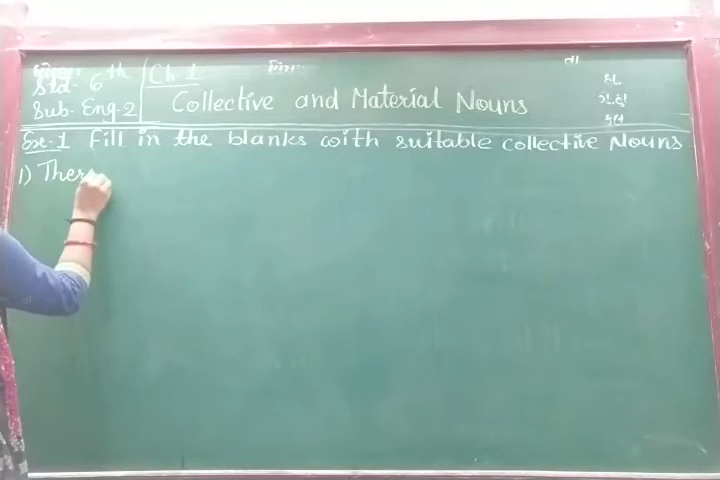 Std- 6th Ch.1
Sub. Eng-2 Collective and Material Nouns
Ex-1 Fill in the blanks with suitable collective Nouns
1) There